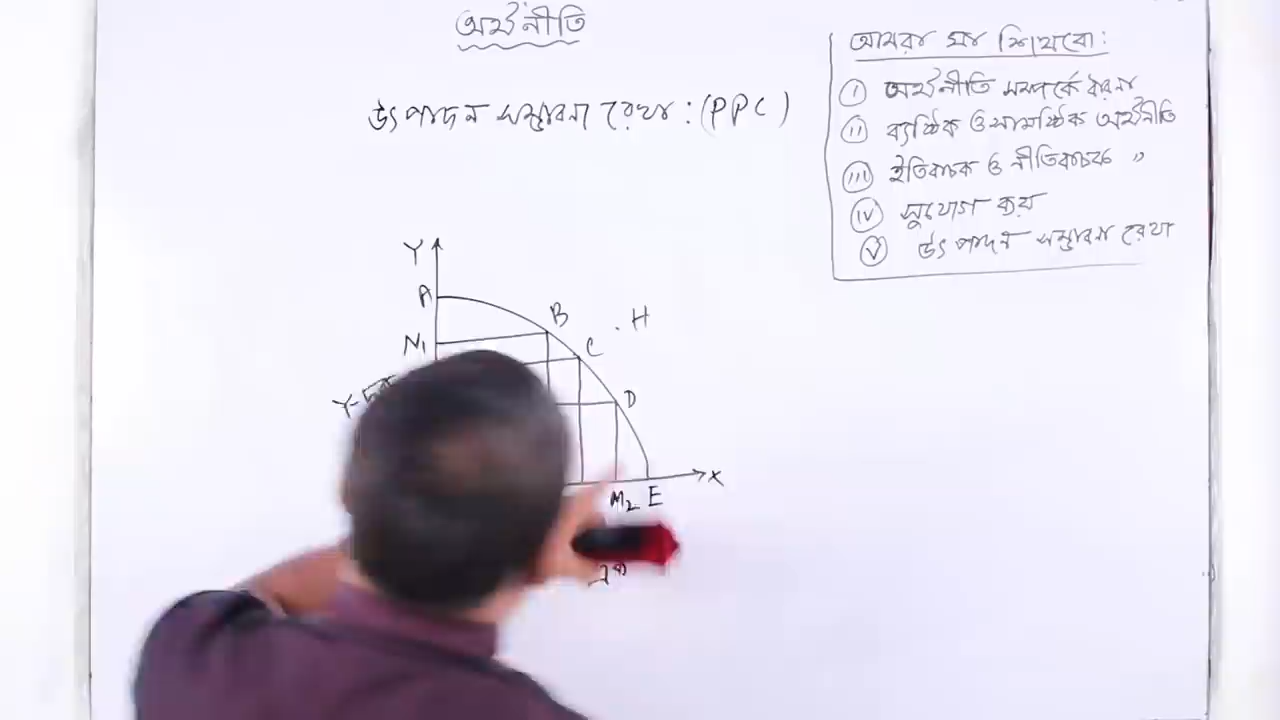 অর্থনীতি
উৎপাদন সম্ভাবনা রেখা : (PPC)
আমরা যা শিখবো :
i অর্থনীতি সম্পর্কে ধারনা
ii ব্যষ্টিক ও সামষ্টিক অর্থনীতি
iii ইতিবাচক ও নীতিবাচক "
iv সুযোগ ব্যয়
v উৎপাদন সম্ভাবনা রেখা
Y
A
B
H
N₁
C
D
X
M₂ E